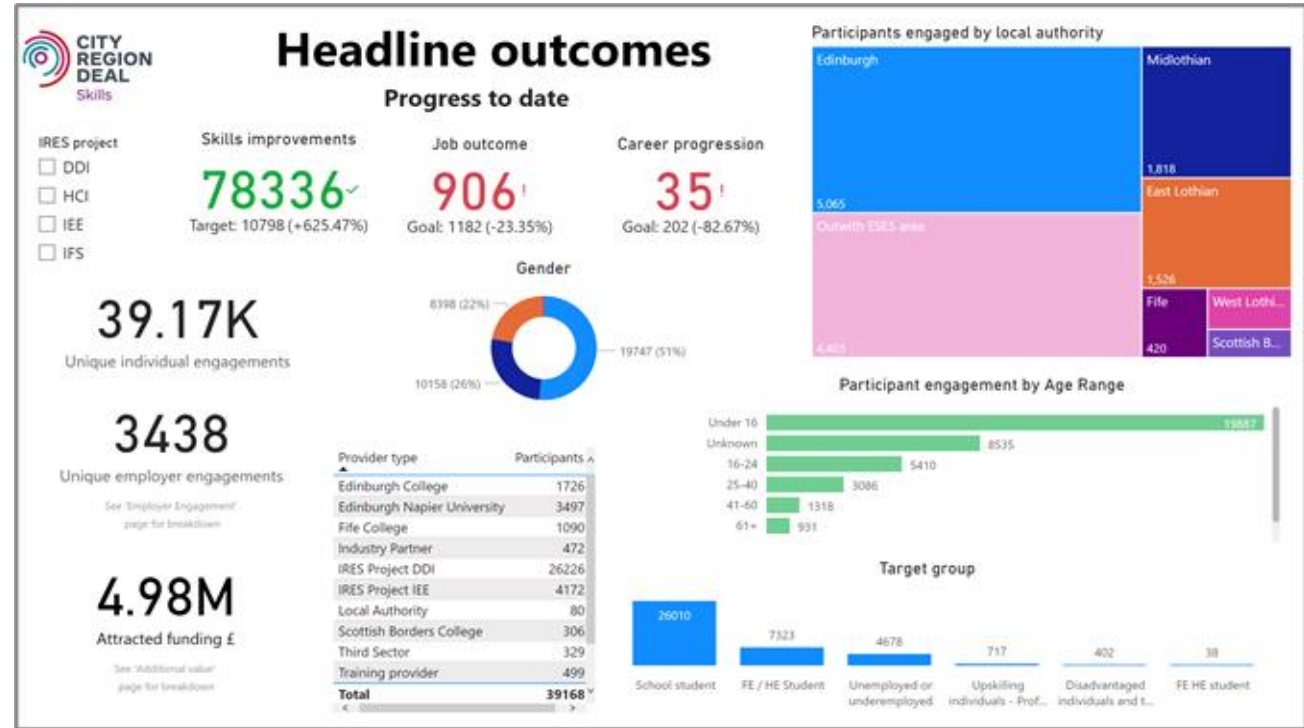 CITY
REGION
DEAL
Skills
Headline outcomes
Progress to date
IRES project
DDI
HCI
IEE
IFS
Skills improvements
78336
Target: 10798 (+625.47%)
Job outcome
906!
Goal: 1182 (-23.35%)
Career progression
35!
Goal: 202 (-82.67%)
39.17K
Unique individual engagements
3438
Unique employer engagements
See 'Employer Engagement'
page for breakdown
4.98M
Attracted funding £
See 'Additional value'
page for breakdown
Gender
8398 (22%)
19747 (51%)
10158 (26%)
Provider type Participants
Edinburgh College 1726
Edinburgh Napier University 3497
Fife College 1090
Industry Partner 472
IRES Project DDI 26226
IRES Project IEE 4172
Local Authority 80
Scottish Borders College 306
Third Sector 329
Training provider 499
Total 39168
Participants engaged by local authority
Edinburgh
5,065
Outwith ESES area
Midlothian
1,818
East Lothian
1,526
Fife
420
West Lothi...
Scottish B...
Participant engagement by Age Range
Under 16 19887
Unknown 8535
16-24 5410
25-40 3086
41-60 1318
61+ 931
Target group
26010
7323
4678
717
402
38
School student
FE / HE Student
Unemployed or
underemployed
Upskilling
individuals - Prof...
Disadvantaged
individuals and t...
FE HE student